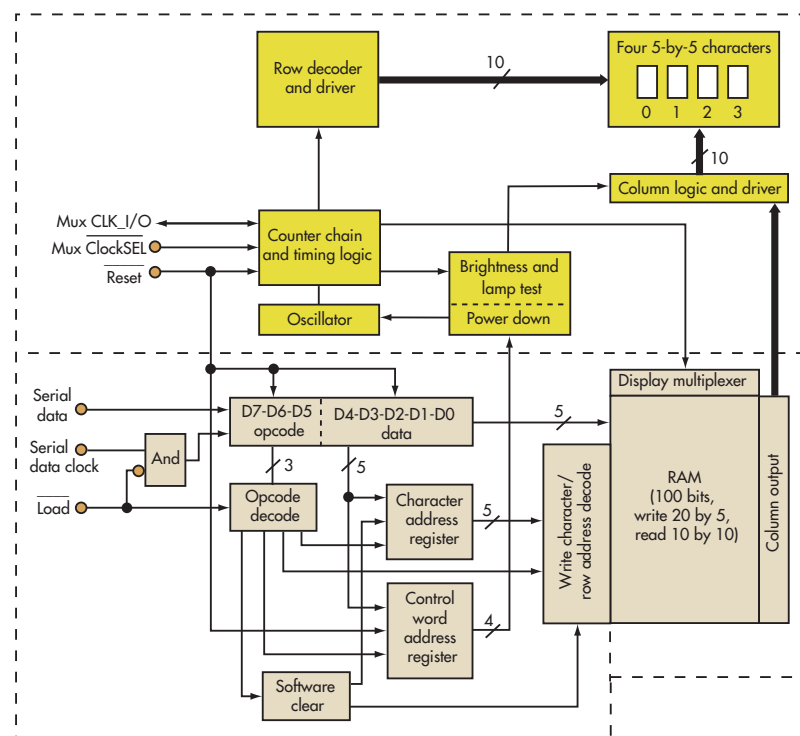 Row decoder
and driver
10
Four 5-by-5 characters
0 1 2 3
10
Column logic and driver
Mux CLK_I/O
Mux ClockSEL
Reset
Counter chain
and timing logic
Oscillator
Brightness and
lamp test
Power down
Serial
data
Serial
data clock
Load
And
D7-D6-D5
opcode
D4-D3-D2-D1-D0
data
5
3
5
Opcode
decode
Character
address
register
5
Control
word
address
register
4
Software
clear
Write character/
row address decode
Display multiplexer
RAM
(100 bits,
write 20 by 5,
read 10 by 10)
Column output